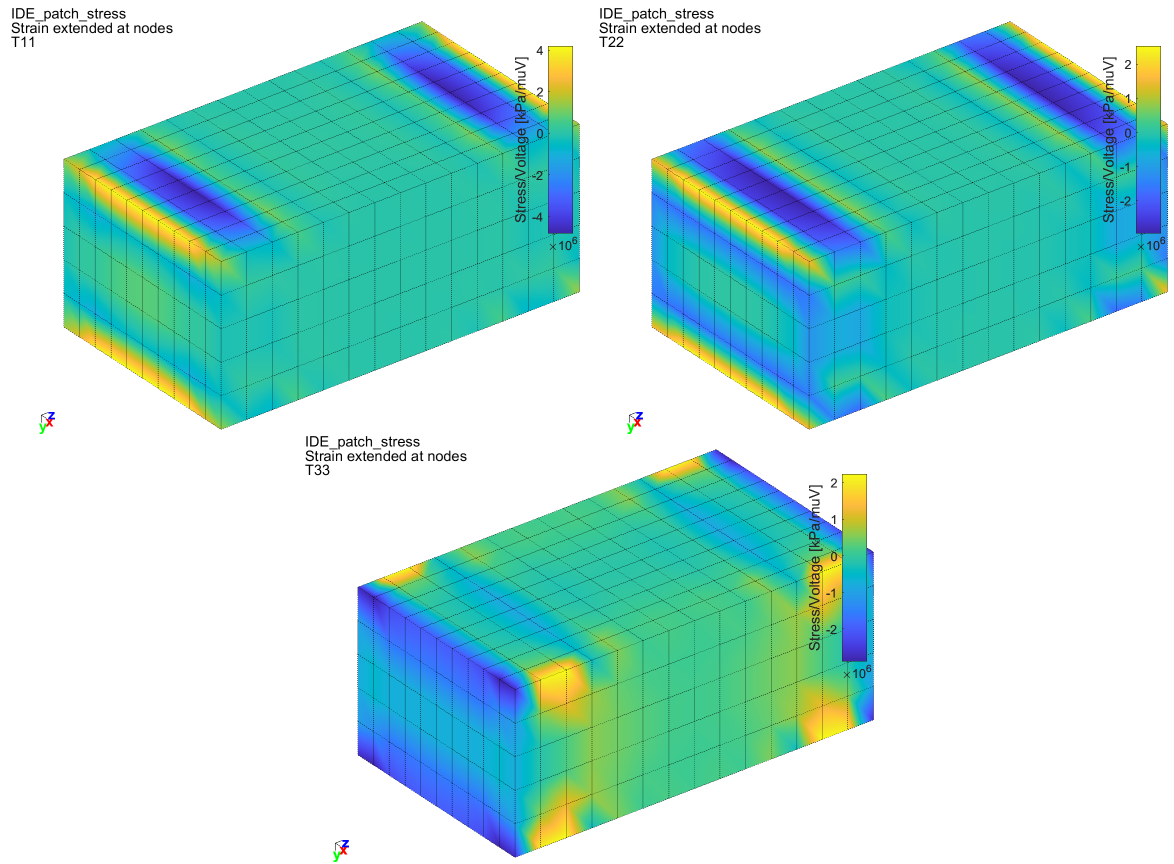 IDE_patch_stress
Strain extended at nodes
T11
4
2
0
-2
-4
×10⁶
Stress/Voltage [kPa/muV]
z
x
y
IDE_patch_stress
Strain extended at nodes
T22
2
1
0
-1
-2
×10⁶
Stress/Voltage [kPa/muV]
z
x
y
IDE_patch_stress
Strain extended at nodes
T33
2
1
0
-1
-2
×10⁶
Stress/Voltage [kPa/muV]
z
x
y